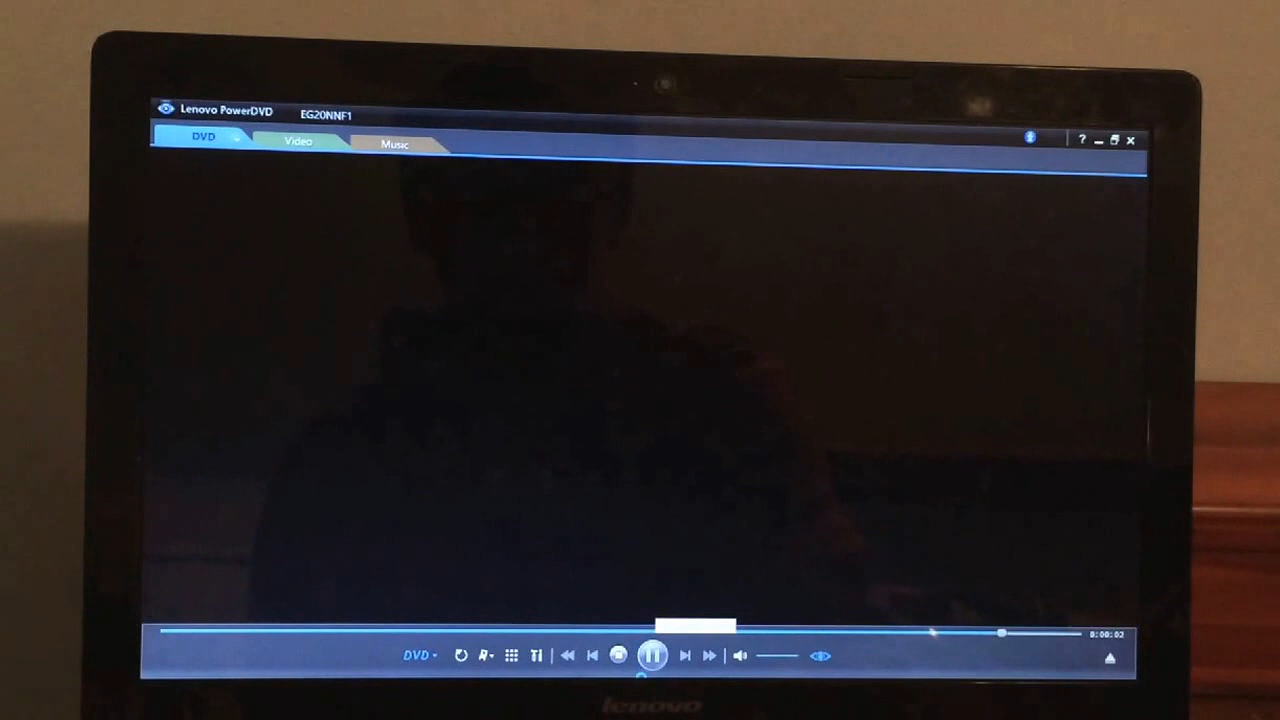 Lenovo PowerDVD EG20NNF1
DVD Video Music
?
0:00:02
DVD
lenovo